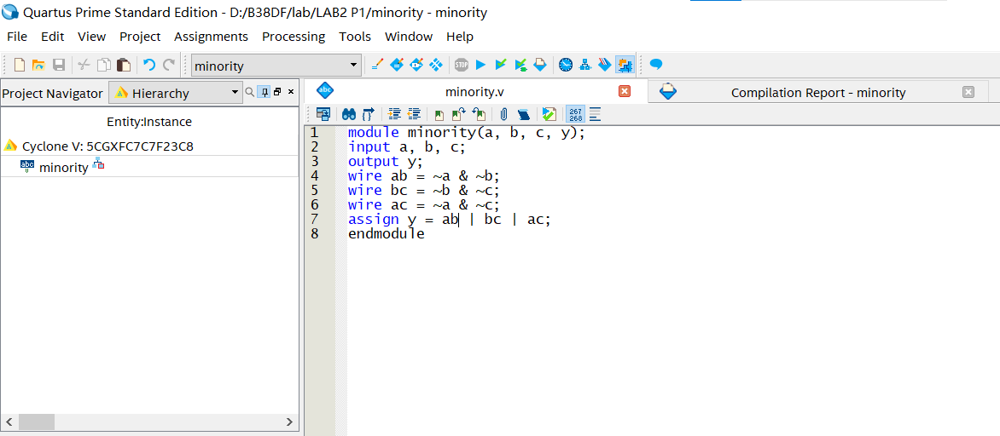 Quartus Prime Standard Edition - D:/B38DF/lab/LAB2 P1/minority - minority
File Edit View Project Assignments Processing Tools Window Help
minority
Project Navigator Hierarchy
abc minority.v
Compilation Report - minority
Entity:Instance
267
268
Cyclone V: 5CGXFC7C7F23C8
abc minority
1 module minority(a, b, c, y);
2 input a, b, c;
3 output y;
4 wire ab = ~a & ~b;
5 wire bc = ~b & ~c;
6 wire ac = ~a & ~c;
7 assign y = ab | bc | ac;
8 endmodule